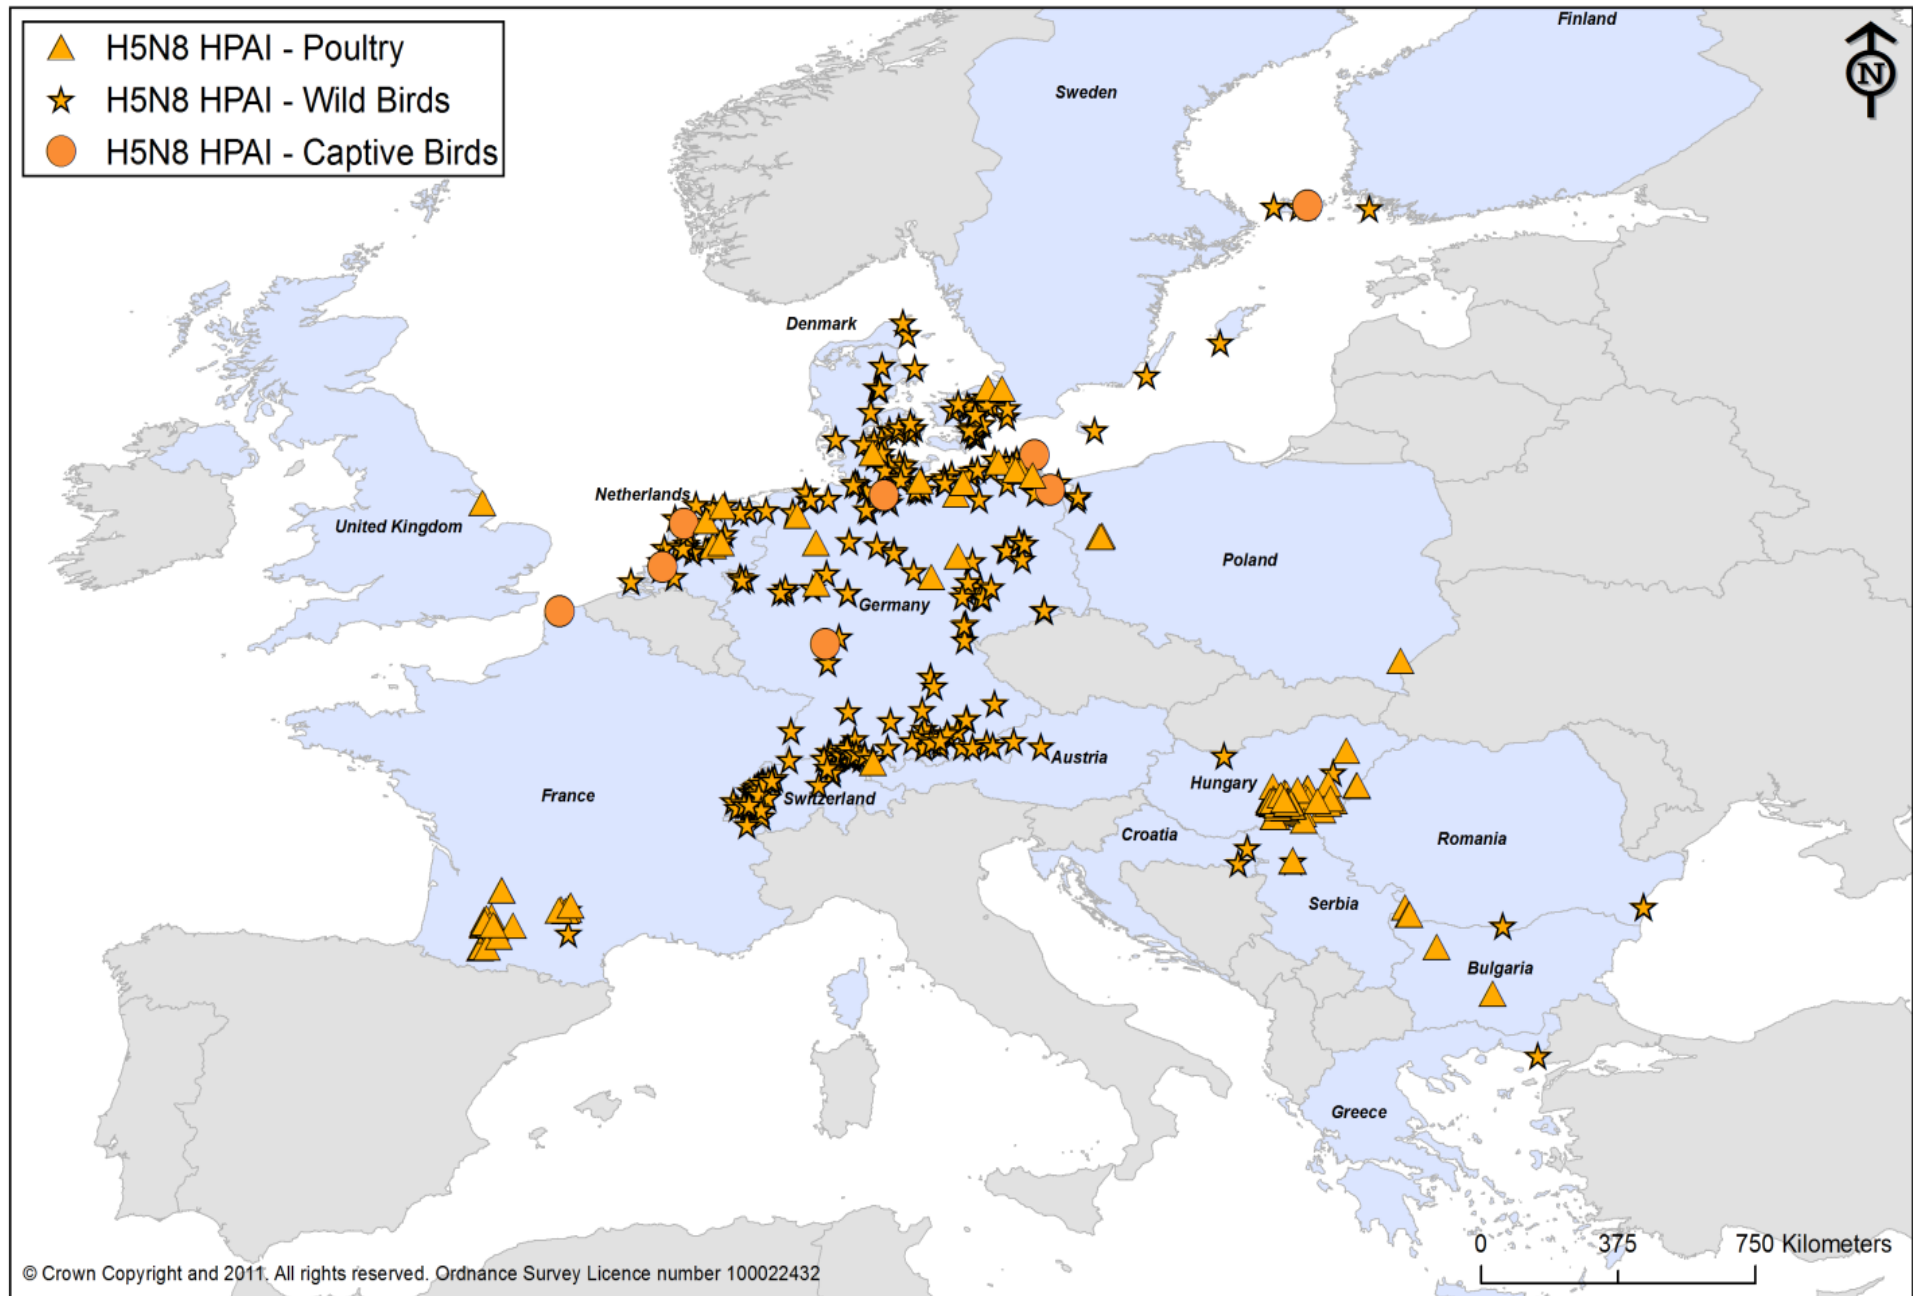 H5N8 HPAI - Poultry
H5N8 HPAI - Wild Birds
H5N8 HPAI - Captive Birds
Finland
N
Sweden
Denmark
Netherlands
United Kingdom
Poland
Germany
Austria
Hungary
France
Switzerland
Croatia
Romania
Serbia
Bulgaria
Greece
0 375 750 Kilometers
© Crown Copyright and 2011. All rights reserved. Ordnance Survey Licence number 100022432